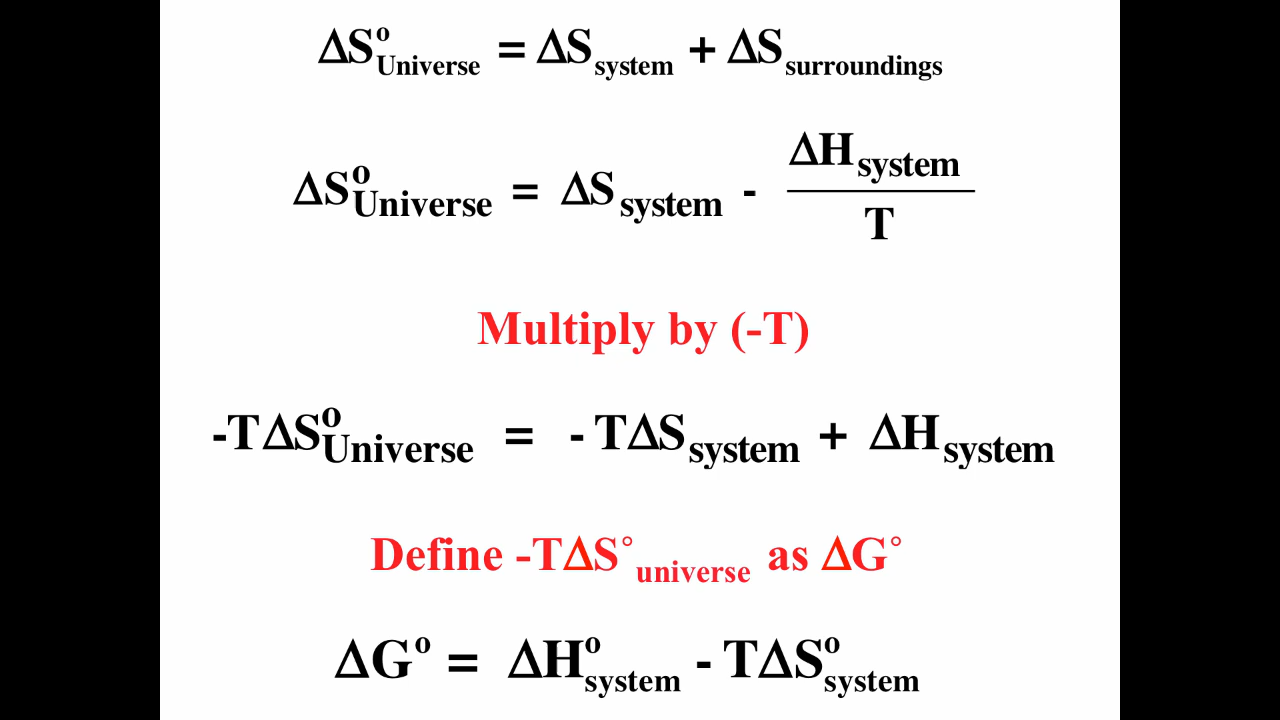 ΔS°Universe = ΔSsystem + ΔSsurroundings
ΔS°Universe = ΔSsystem - ΔHsystem / T
Multiply by (-T)
-TΔS°Universe = - TΔSsystem + ΔHsystem
Define -TΔS°universe as ΔG°
ΔG° = ΔH°system - TΔS°system